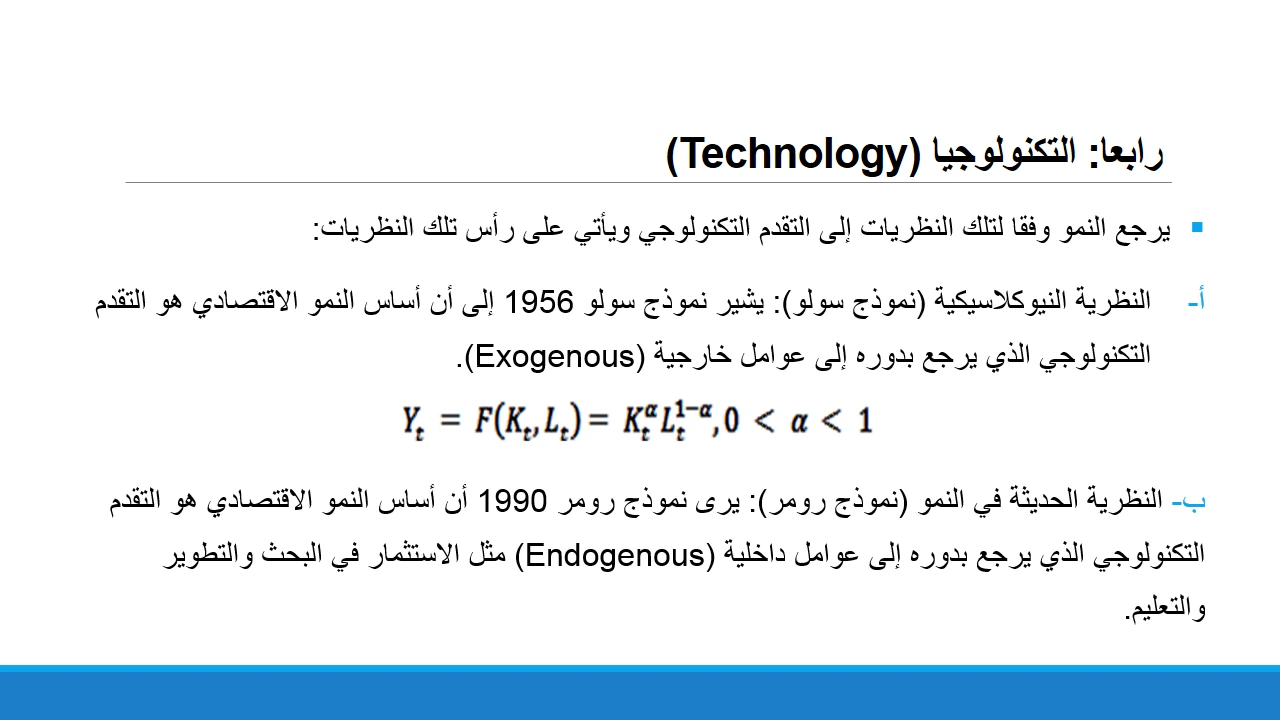 رابعا: التكنولوجيا (Technology)
▪ يرجع النمو وفقا لتلك النظريات إلى التقدم التكنولوجي ويأتي على رأس تلك النظريات:
أ- النظرية النيوكلاسيكية (نموذج سولو): يشير نموذج سولو 1956 إلى أن أساس النمو الاقتصادي هو التقدم
التكنولوجي الذي يرجع بدوره إلى عوامل خارجية (Exogenous).
Y_t = F(K_t, L_t) = K_t^α L_t^{1−α}, 0 < α < 1
ب- النظرية الحديثة في النمو (نموذج رومر): يرى نموذج رومر 1990 أن أساس النمو الاقتصادي هو التقدم
التكنولوجي الذي يرجع بدوره إلى عوامل داخلية (Endogenous) مثل الاستثمار في البحث والتطوير
والتعليم.